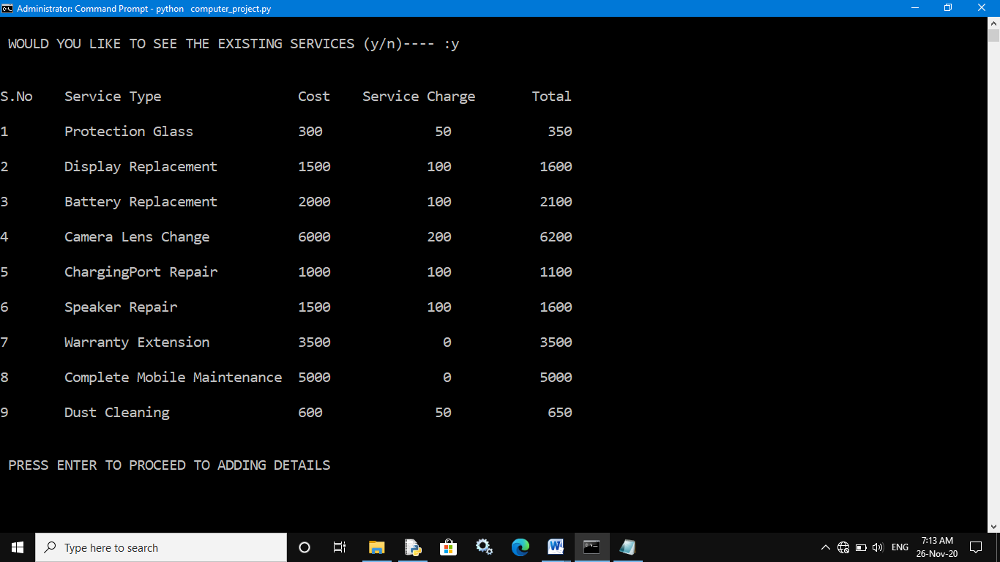 Administrator: Command Prompt - python  computer_project.py
WOULD YOU LIKE TO SEE THE EXISTING SERVICES (y/n)---- :y
S.No    Service Type                 Cost    Service Charge       Total
1       Protection Glass             300              50            350
2       Display Replacement          1500            100           1600
3       Battery Replacement          2000            100           2100
4       Camera Lens Change           6000            200           6200
5       ChargingPort Repair          1000            100           1100
6       Speaker Repair               1500            100           1600
7       Warranty Extension           3500              0           3500
8       Complete Mobile Maintenance  5000              0           5000
9       Dust Cleaning                600              50            650
PRESS ENTER TO PROCEED TO ADDING DETAILS
Type here to search
ENG
7:13 AM
26-Nov-20